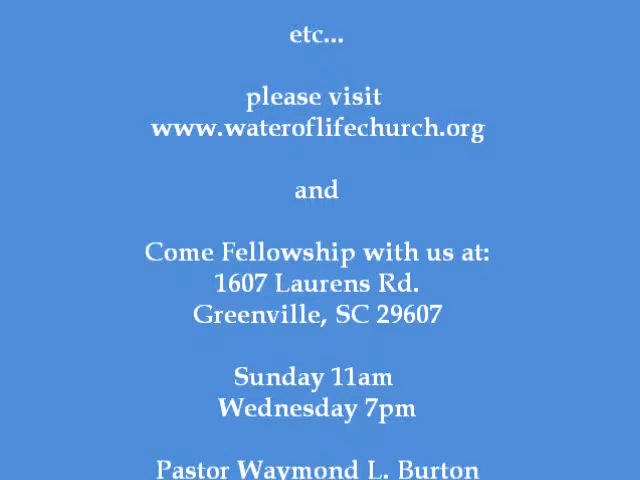 etc...
please visit
www.wateroflifechurch.org
and
Come Fellowship with us at:
1607 Laurens Rd.
Greenville, SC 29607
Sunday 11am
Wednesday 7pm
Pastor Waymond L. Burton